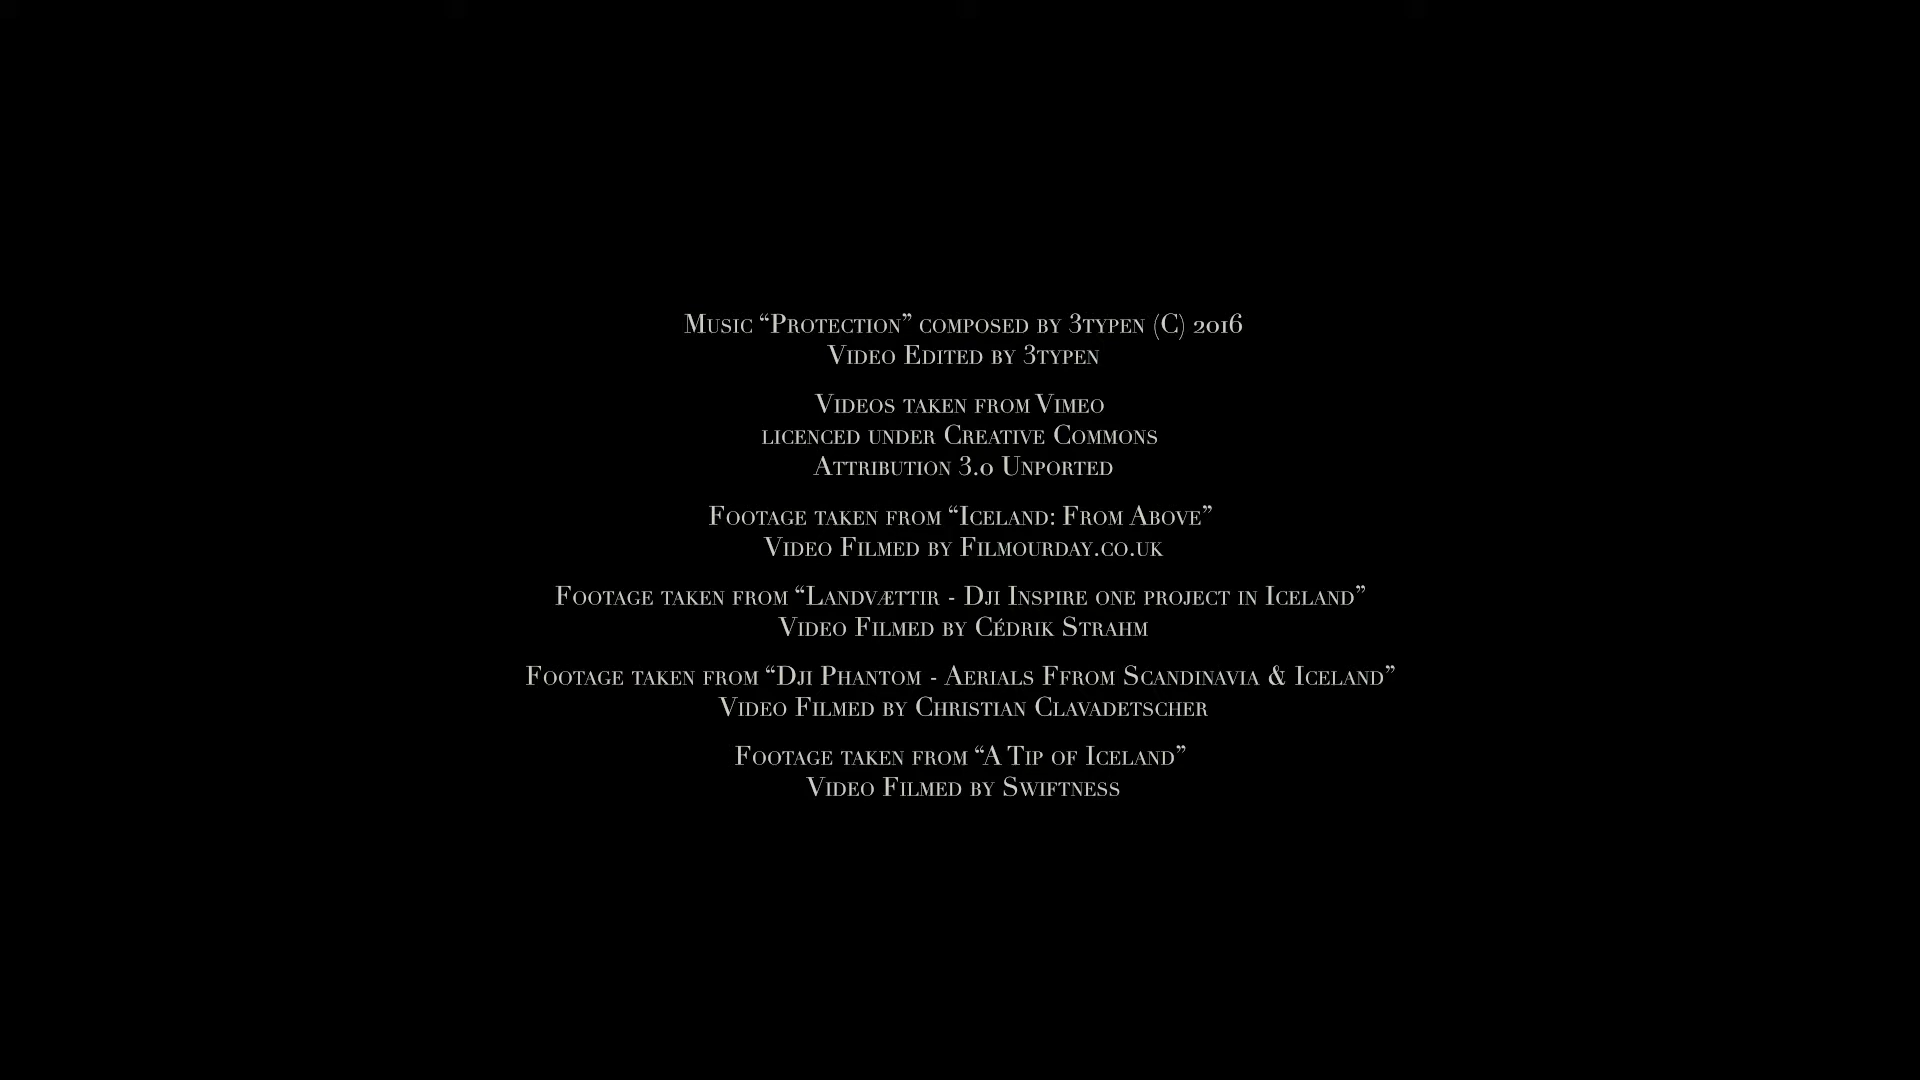 Music “Protection” composed by 3typen (C) 2016
Video Edited by 3typen
Videos taken from Vimeo
licenced under Creative Commons
Attribution 3.0 Unported
Footage taken from “Iceland: From Above”
Video Filmed by Filmourday.co.uk
Footage taken from “Landvættir - Dji Inspire one project in Iceland”
Video Filmed by Cédrik Strahm
Footage taken from “Dji Phantom - Aerials Ffrom Scandinavia & Iceland”
Video Filmed by Christian Clavadetscher
Footage taken from “A Tip of Iceland”
Video Filmed by Swiftness